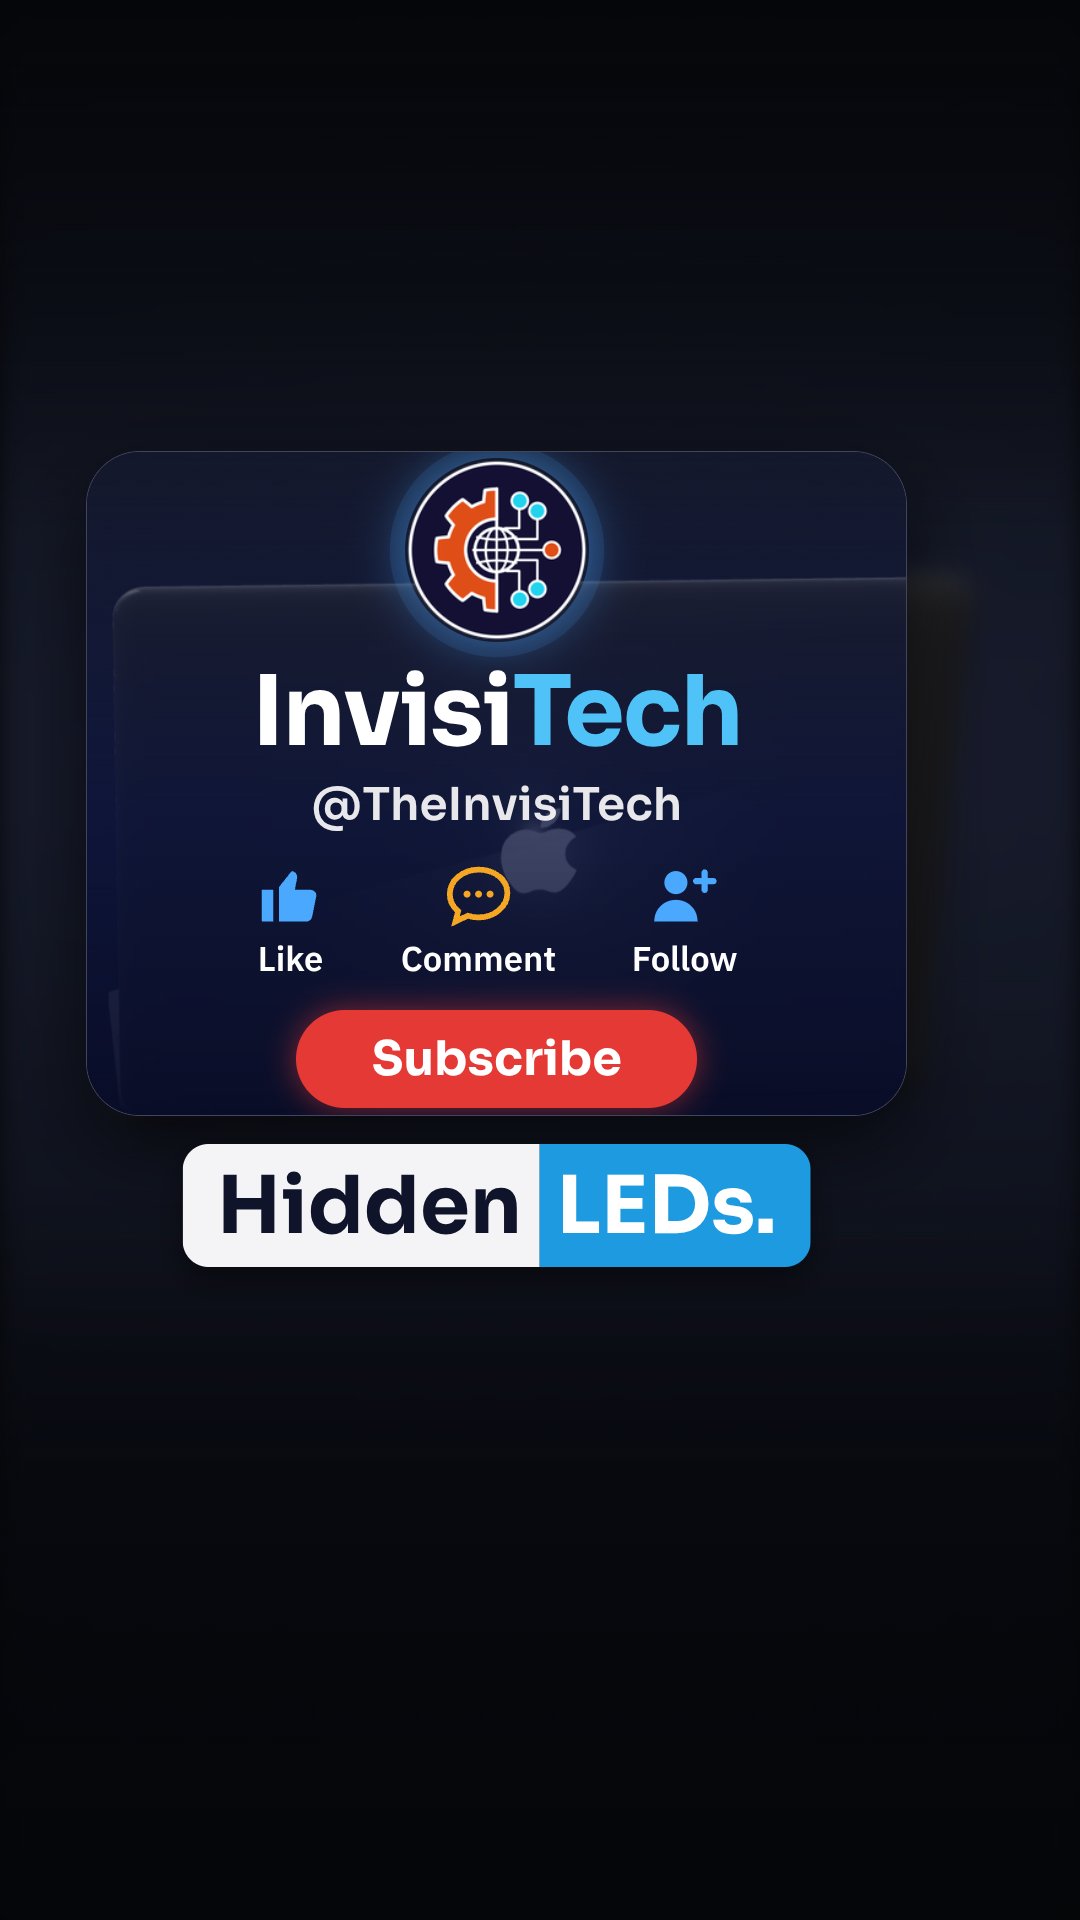 InvisiTech
@TheInvisiTech
Like Comment Follow
Subscribe
Hidden LEDs.